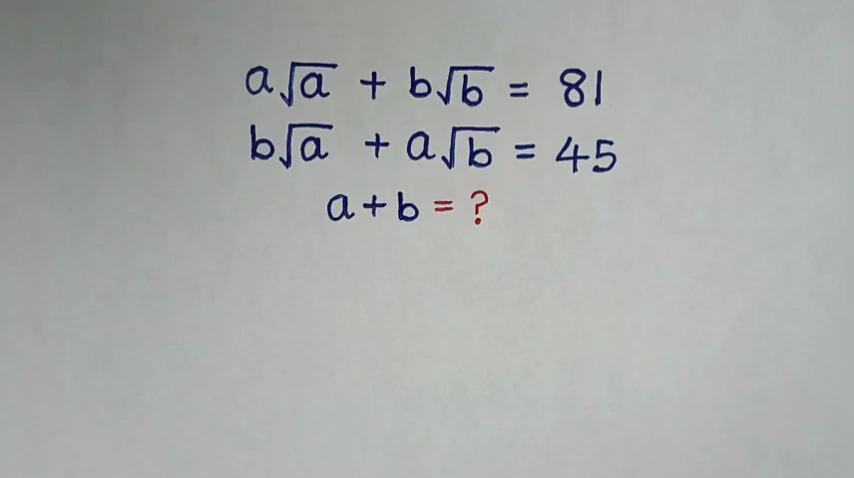 a√a + b√b = 81
b√a + a√b = 45
a+b = ?